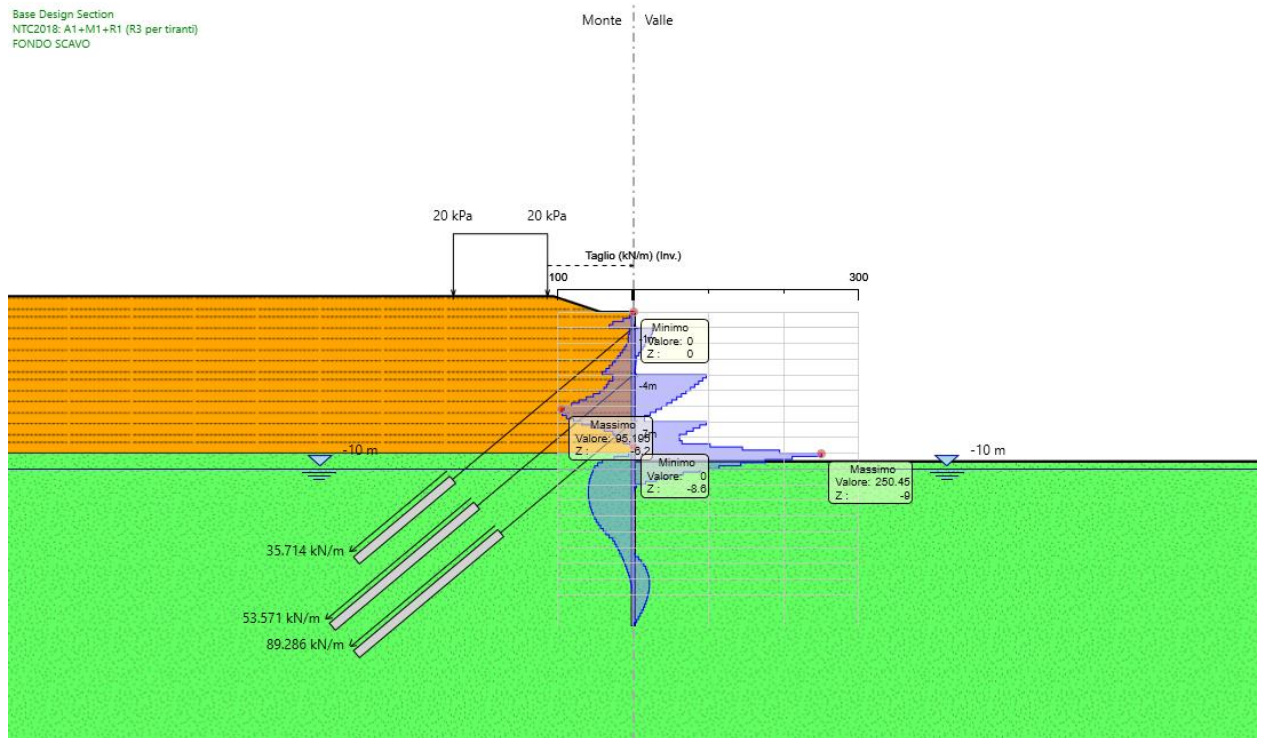 Base Design Section
NTC2018: A1+M1+R1 (R3 per tiranti)
FONDO SCAVO
Monte
Valle
20 kPa
20 kPa
Taglio (kN/m) (Inv.)
100
300
Minimo
Valore: 0
Z : 0
-1m
-4m
Massimo
Valore: 95.195
Z : -6.2
-7m
-10 m
-10 m
Minimo
Valore: 0
Z : -8.6
Massimo
Valore: 250.45
Z : -9
35.714 kN/m
53.571 kN/m
89.286 kN/m